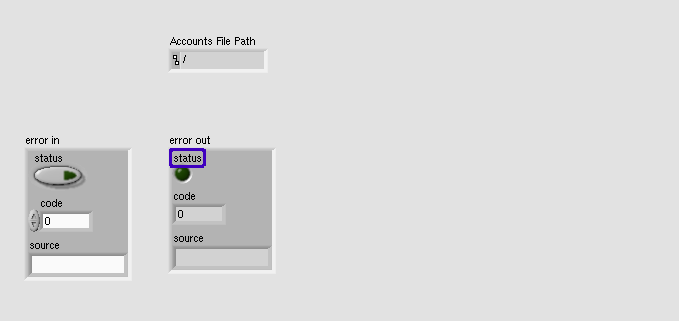 Accounts File Path
/
error in
status
code
0
source
error out
status
code
0
source